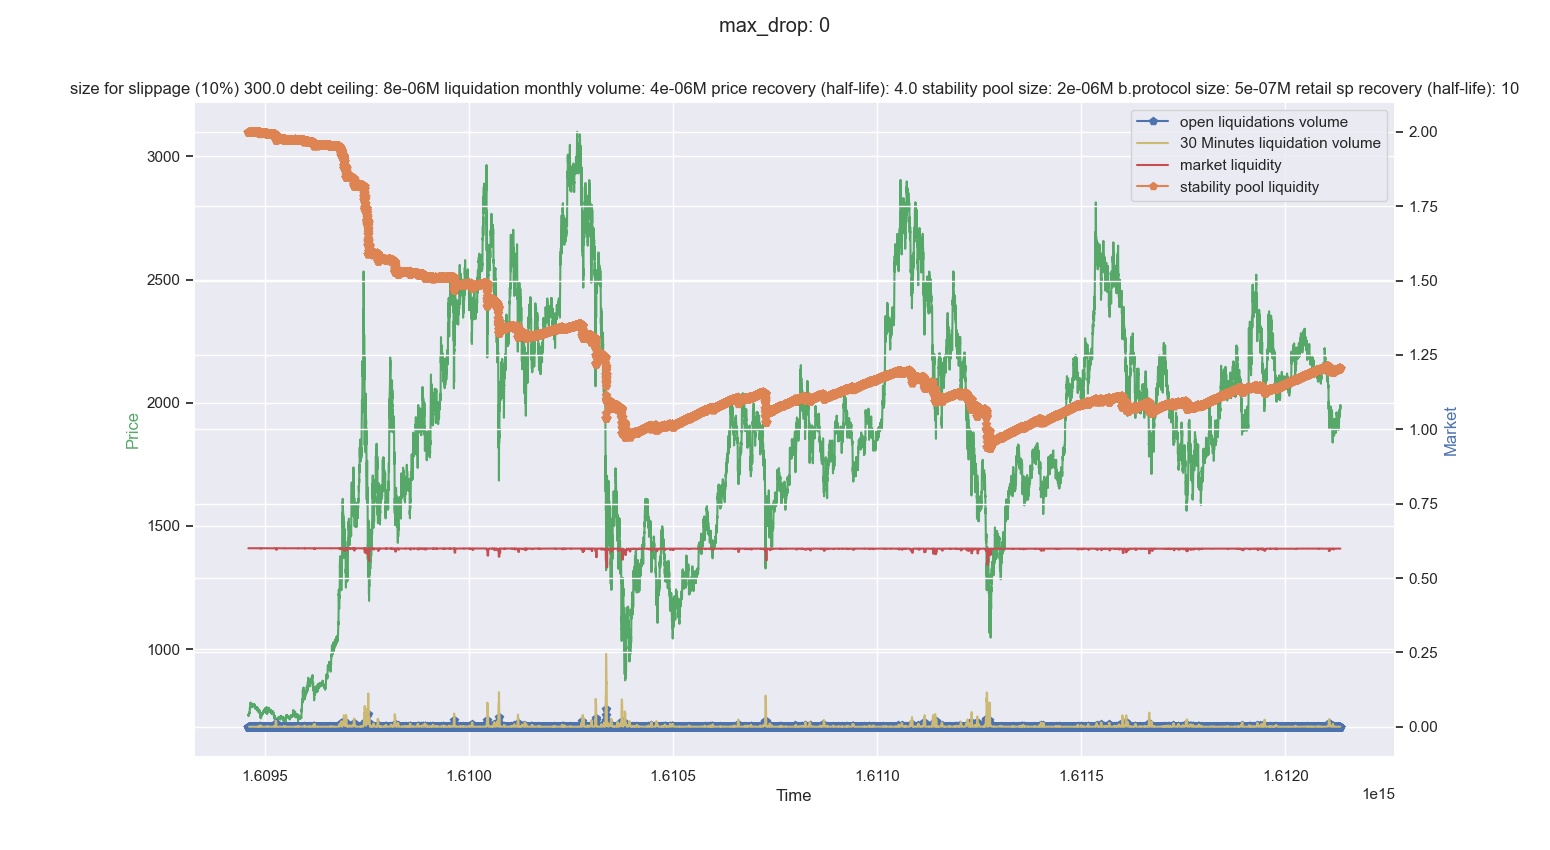 max_drop: 0
size for slippage (10%) 300.0 debt ceiling: 8e-06M liquidation monthly volume: 4e-06M price recovery (half-life): 4.0 stability pool size: 2e-06M b.protocol size: 5e-07M retail sp recovery (half-life): 10
open liquidations volume
30 Minutes liquidation volume
market liquidity
stability pool liquidity
3000
2500
2000
1500
1000
Price
2.00
1.75
1.50
1.25
1.00
0.75
0.50
0.25
0.00
Market
1.6095 1.6100 1.6105 1.6110 1.6115 1.6120
Time
1e15